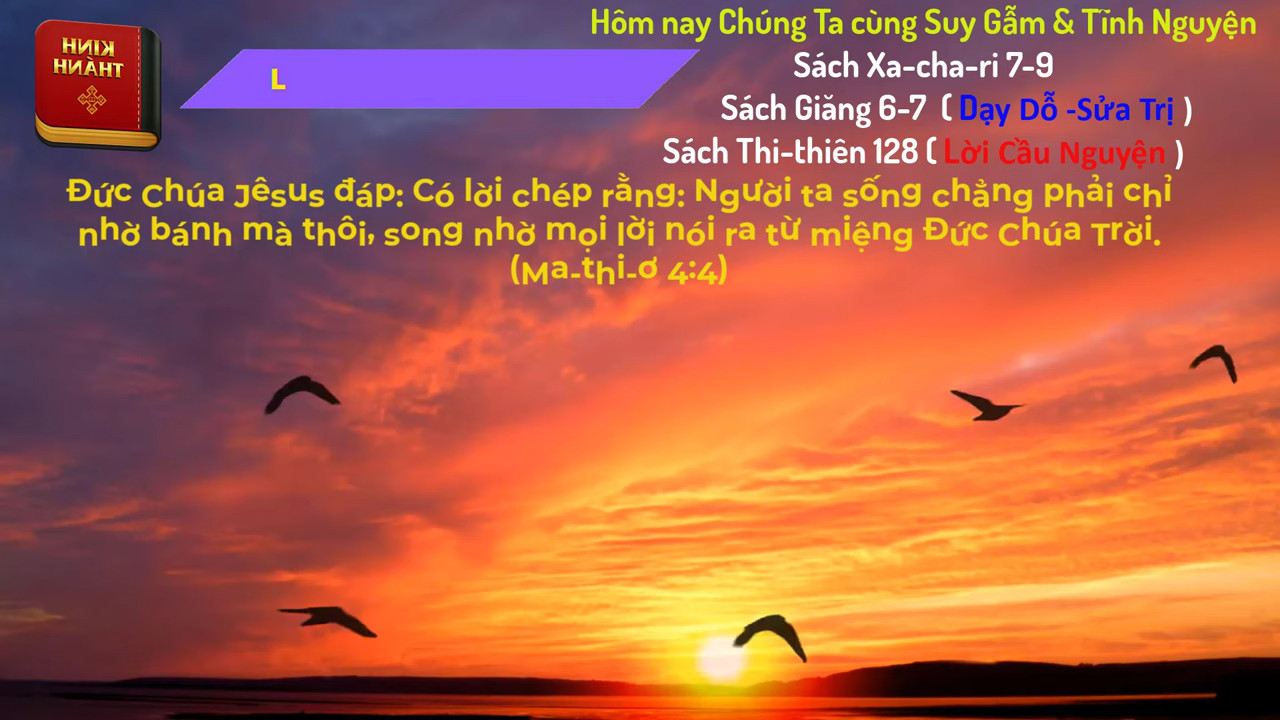 KINH
THÀNH
L
Hôm nay Chúng Ta cùng Suy Gẫm & Tĩnh Nguyện
Sách Xa-cha-ri 7-9
Sách Giăng 6-7 ( Dạy Dỗ -Sửa Trị )
Sách Thi-thiên 128 ( Lời Cầu Nguyện )
Đức Chúa Jêsus đáp: Có lời chép rằng: Người ta sống chẳng phải chỉ
nhờ bánh mà thôi, song nhờ mọi lời nói ra từ miệng Đức Chúa Trời.
(Ma-thi-ơ 4:4)